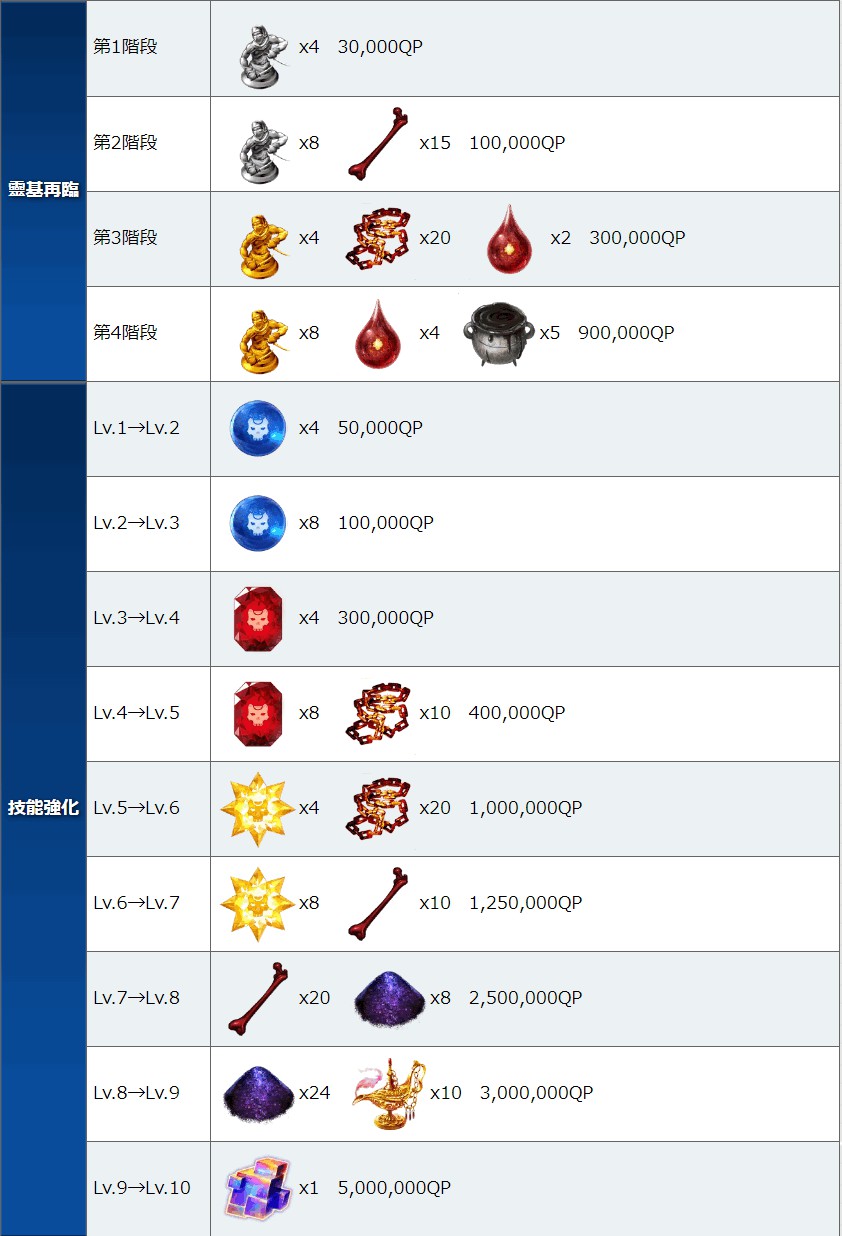 靈基再臨
第1階段 x4 30,000QP
第2階段 x8 x15 100,000QP
第3階段 x4 x20 x2 300,000QP
第4階段 x8 x4 x5 900,000QP
技能強化
Lv.1→Lv.2 x4 50,000QP
Lv.2→Lv.3 x8 100,000QP
Lv.3→Lv.4 x4 300,000QP
Lv.4→Lv.5 x8 x10 400,000QP
Lv.5→Lv.6 x4 x20 1,000,000QP
Lv.6→Lv.7 x8 x10 1,250,000QP
Lv.7→Lv.8 x20 x8 2,500,000QP
Lv.8→Lv.9 x24 x10 3,000,000QP
Lv.9→Lv.10 x1 5,000,000QP